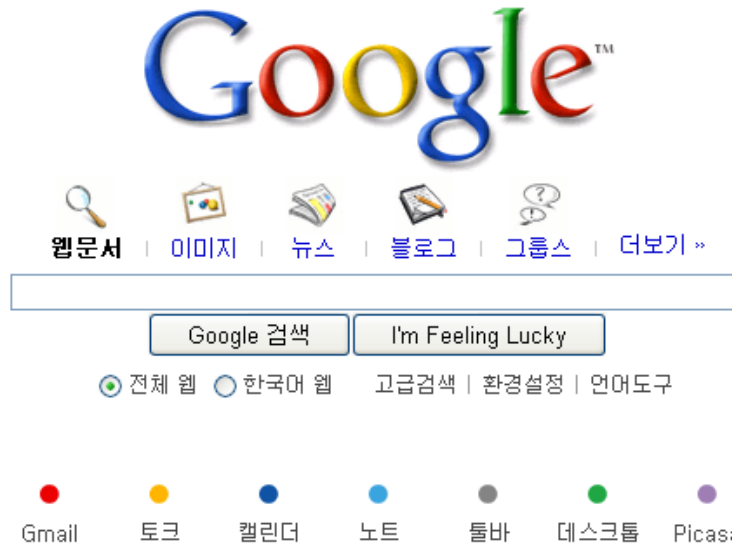 Google™
웹문서 | 이미지 | 뉴스 | 블로그 | 그룹스 | 더보기 »
Google 검색 I'm Feeling Lucky
전체 웹 한국어 웹 고급검색 | 환경설정 | 언어도구
Gmail 토크 캘린더 노트 툴바 데스크톱 Picasa